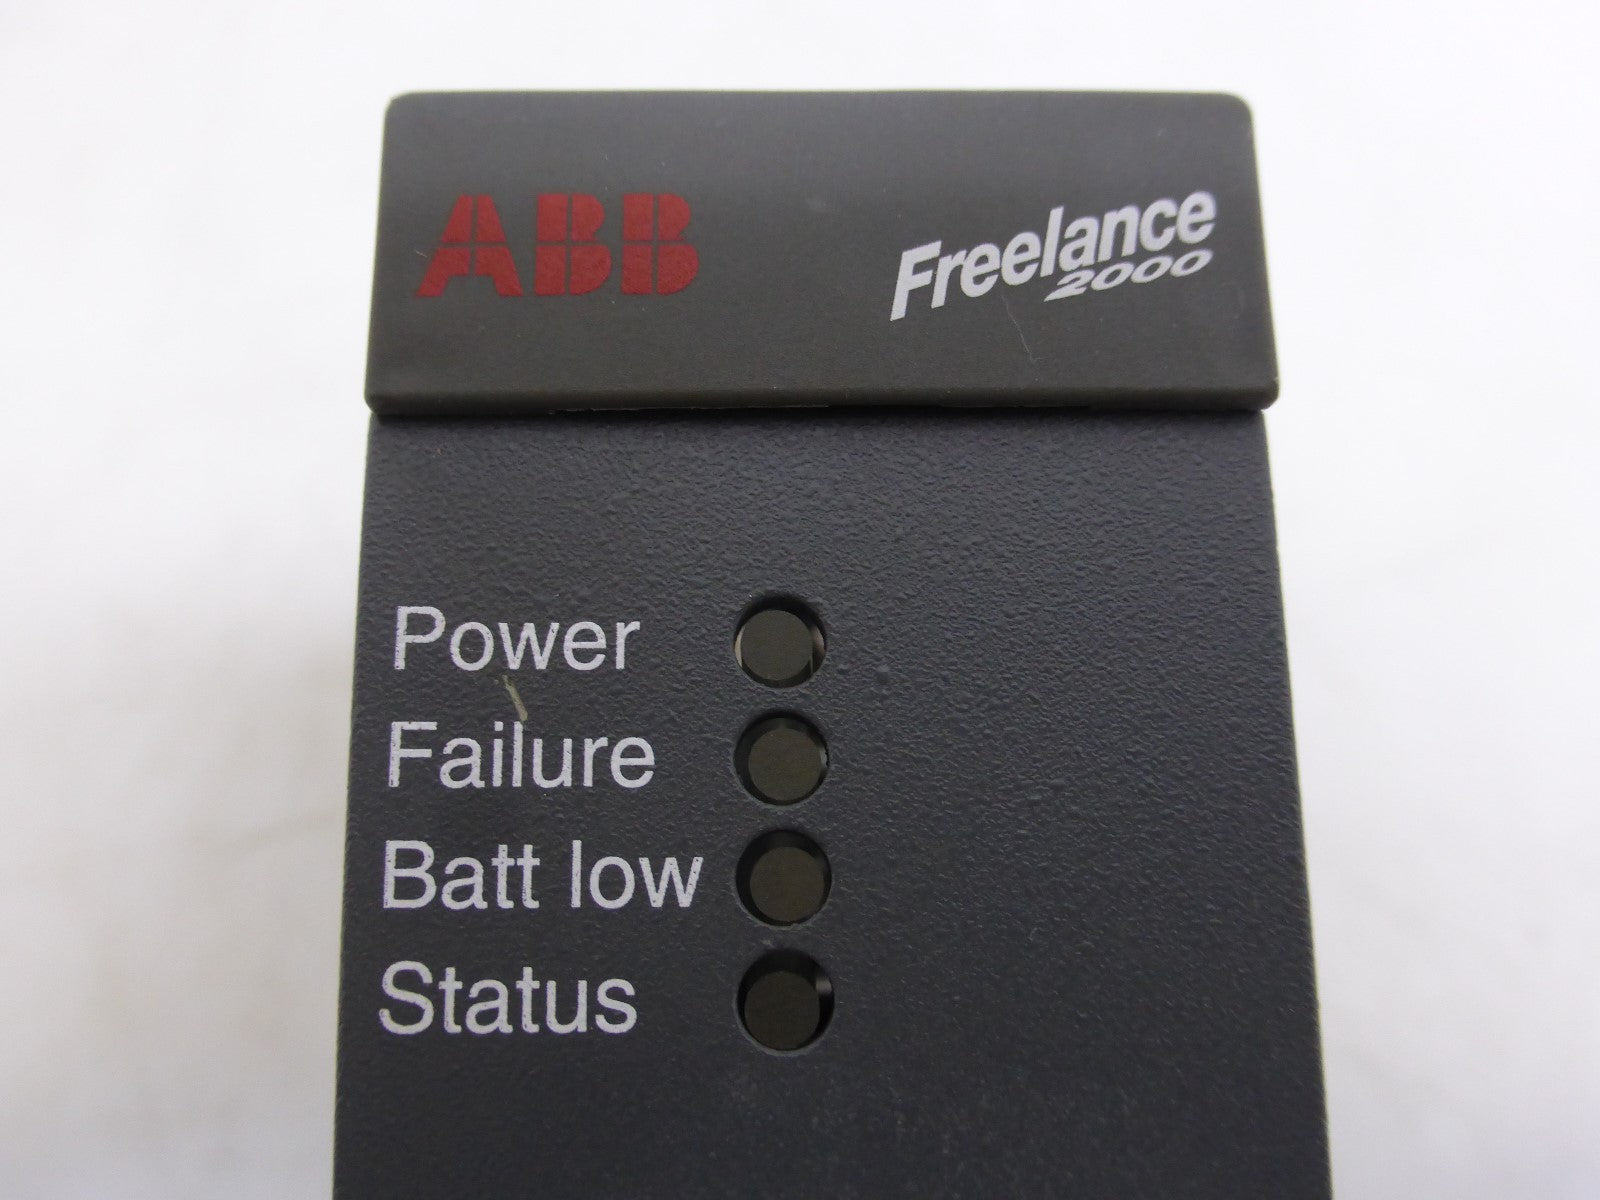 ABB
Freelance
2000
Power
Failure
Batt low
Status